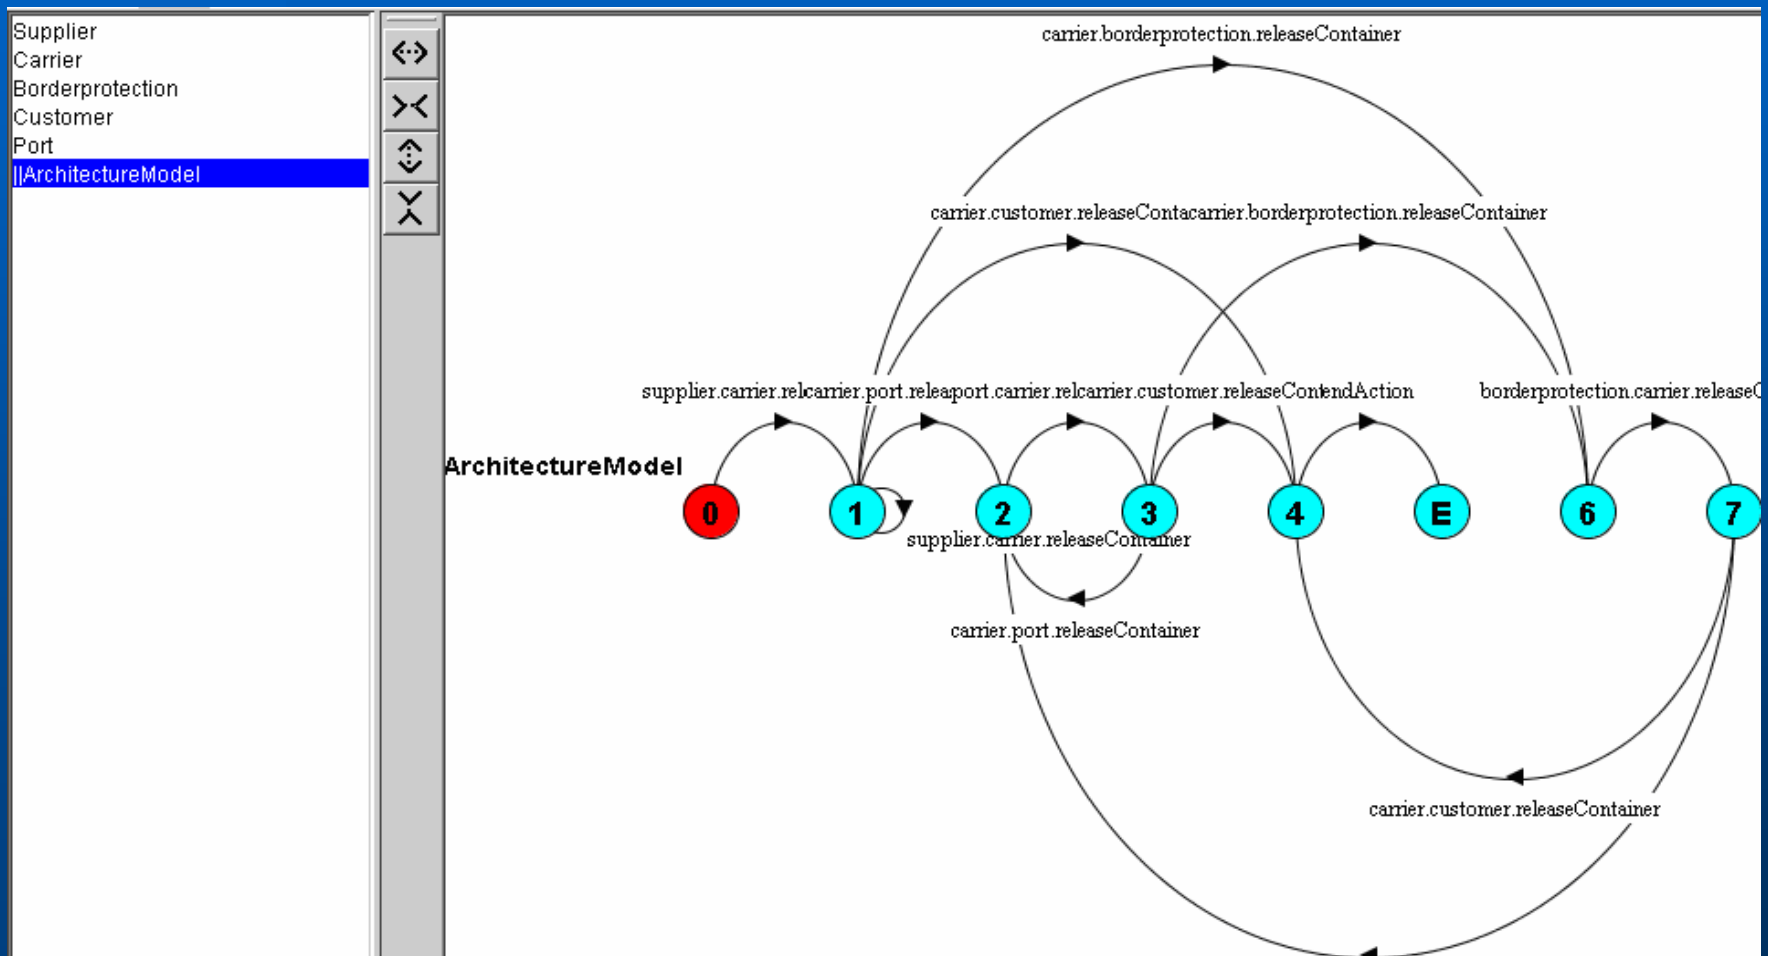 Supplier
Carrier
Borderprotection
Customer
Port
||ArchitectureModel
carrier.borderprotection.releaseContainer
carrier.customer.releaseContacarrier.borderprotection.releaseContainer
supplier.carrier.relcarrier.port.releaport.carrier.relcarrier.customer.releaseContendAction
borderprotection.carrier.releaseC
ArchitectureModel
0 1 2 3 4 E 6 7
supplier.carrier.releaseContainer
carrier.port.releaseContainer
carrier.customer.releaseContainer